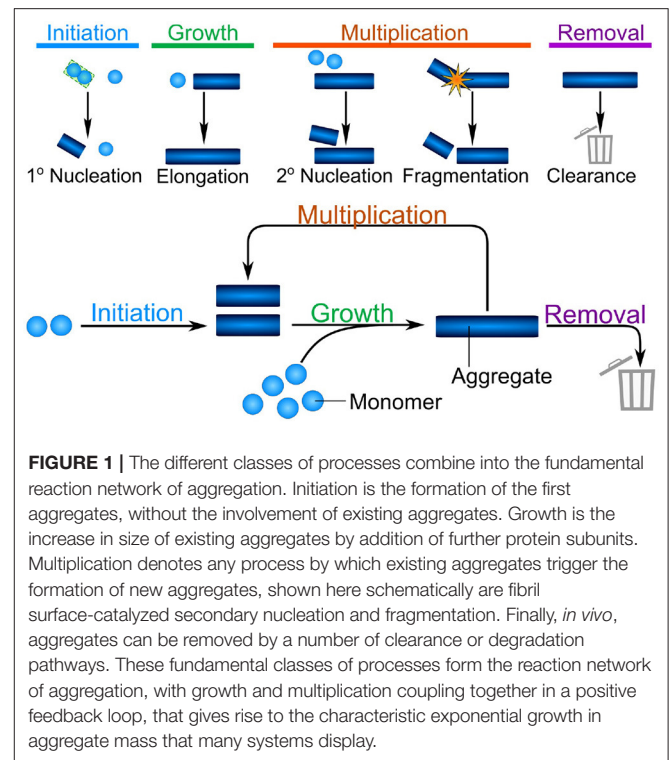 Initiation Growth Multiplication Removal
1º Nucleation Elongation 2º Nucleation Fragmentation Clearance
Multiplication
Initiation Growth Removal
Aggregate
Monomer
FIGURE 1 | The different classes of processes combine into the fundamental
reaction network of aggregation. Initiation is the formation of the first
aggregates, without the involvement of existing aggregates. Growth is the
increase in size of existing aggregates by addition of further protein subunits.
Multiplication denotes any process by which existing aggregates trigger the
formation of new aggregates, shown here schematically are fibril
surface-catalyzed secondary nucleation and fragmentation. Finally, in vivo,
aggregates can be removed by a number of clearance or degradation
pathways. These fundamental classes of processes form the reaction network
of aggregation, with growth and multiplication coupling together in a positive
feedback loop, that gives rise to the characteristic exponential growth in
aggregate mass that many systems display.